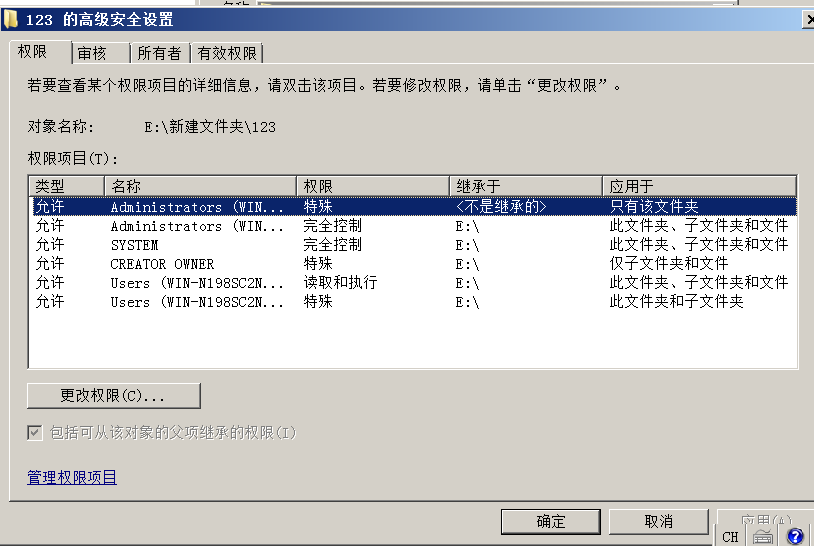 123 的高级安全设置
权限 审核 所有者 有效权限
若要查看某个权限项目的详细信息，请双击该项目。若要修改权限，请单击“更改权限”。
对象名称: E:\新建文件夹\123
权限项目(T):
类型 名称 权限 继承于 应用于
允许 Administrators (WIN... 特殊 <不是继承的> 只有该文件夹
允许 Administrators (WIN... 完全控制 E:\ 此文件夹、子文件夹和文件
允许 SYSTEM 完全控制 E:\ 此文件夹、子文件夹和文件
允许 CREATOR OWNER 特殊 E:\ 仅子文件夹和文件
允许 Users (WIN-N198SC2N... 读取和执行 E:\ 此文件夹、子文件夹和文件
允许 Users (WIN-N198SC2N... 特殊 E:\ 此文件夹和子文件夹
更改权限(C)...
包括可从该对象的父项继承的权限(I)
管理权限项目
确定 取消 应用(A)
CH